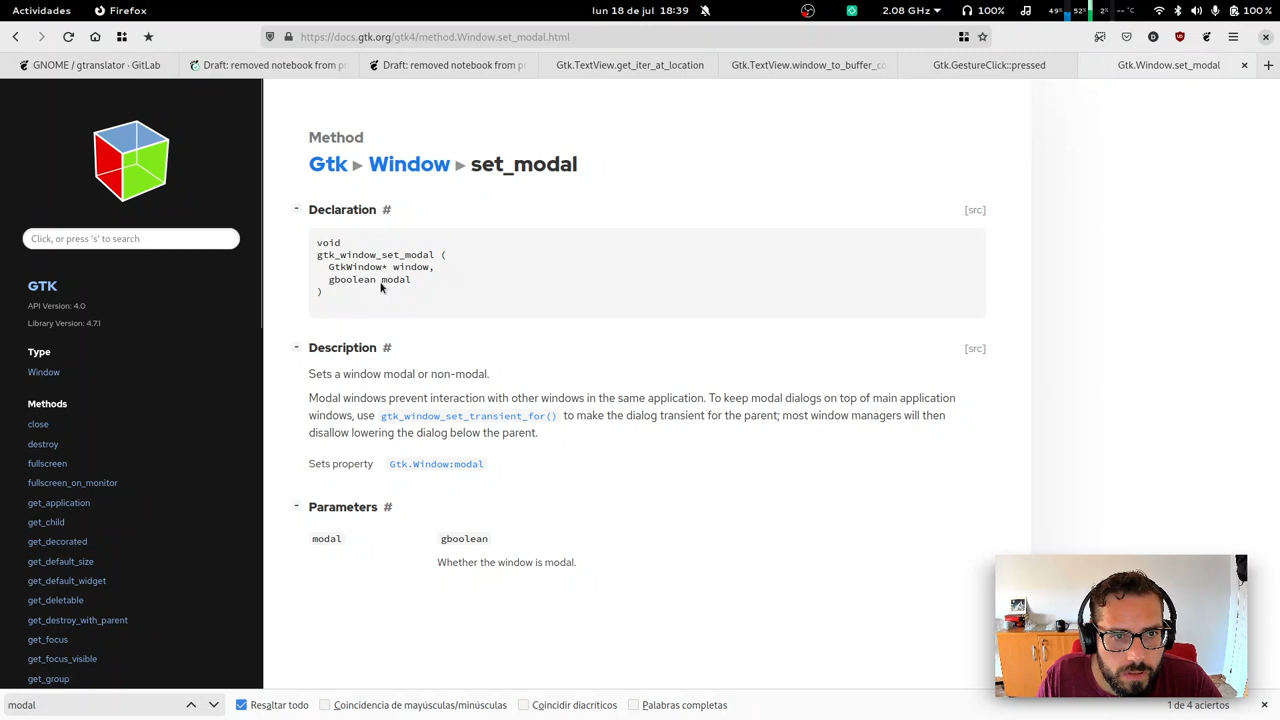 Actividades Firefox lun 18 de jul 18:39 2.08 GHz 100% 49% 52% 2% --°C 100 %
https://docs.gtk.org/gtk4/method.Window.set_modal.html
GNOME / gtranslator · GitLab Draft: removed notebook from pr Draft: removed notebook from pr Gtk.TextView.get_iter_at_location Gtk.TextView.window_to_buffer_co Gtk.GestureClick::pressed Gtk.Window.set_modal
Click, or press 's' to search
GTK
API Version: 4.0
Library Version: 4.7.1
Type
Window
Methods
close
destroy
fullscreen
fullscreen_on_monitor
get_application
get_child
get_decorated
get_default_size
get_default_widget
get_deletable
get_destroy_with_parent
get_focus
get_focus_visible
get_group
Method
Gtk ▸ Window ▸ set_modal
- Declaration # [src]
void
gtk_window_set_modal (
GtkWindow* window,
gboolean modal
)
- Description # [src]
Sets a window modal or non-modal.
Modal windows prevent interaction with other windows in the same application. To keep modal dialogs on top of main application
windows, use gtk_window_set_transient_for() to make the dialog transient for the parent; most window managers will then
disallow lowering the dialog below the parent.
Sets property Gtk.Window:modal
- Parameters #
modal gboolean
Whether the window is modal.
modal Resaltar todo Coincidencia de mayúsculas/minúsculas Coincidir diacríticos Palabras completas 1 de 4 aciertos